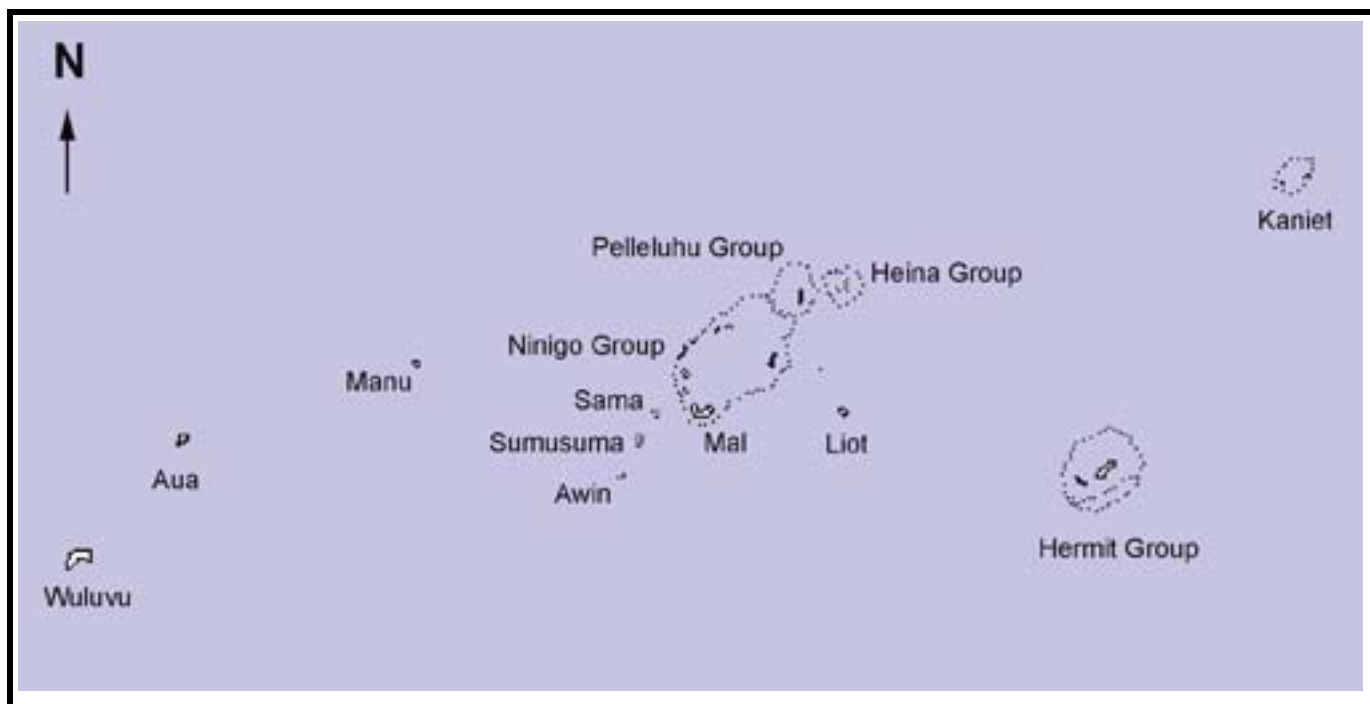 N
Kaniet
Pelleluhu Group
Heina Group
Ninigo Group
Manu
Sama
Sumusuma
Mal
Liot
Aua
Awin
Hermit Group
Wuluvu